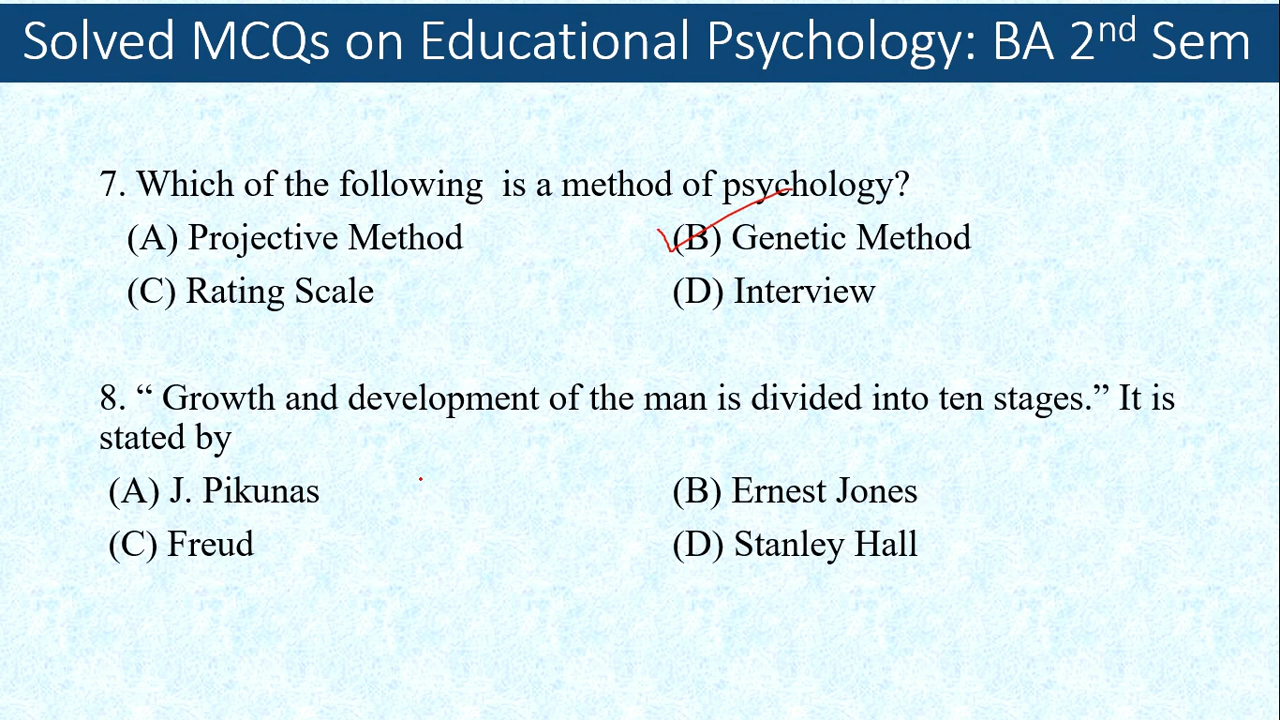 Solved MCQs on Educational Psychology: BA 2nd Sem
7. Which of the following  is a method of psychology?
(A) Projective Method (B) Genetic Method
(C) Rating Scale (D) Interview
8. “ Growth and development of the man is divided into ten stages.” It is
stated by
(A) J. Pikunas (B) Ernest Jones
(C) Freud (D) Stanley Hall